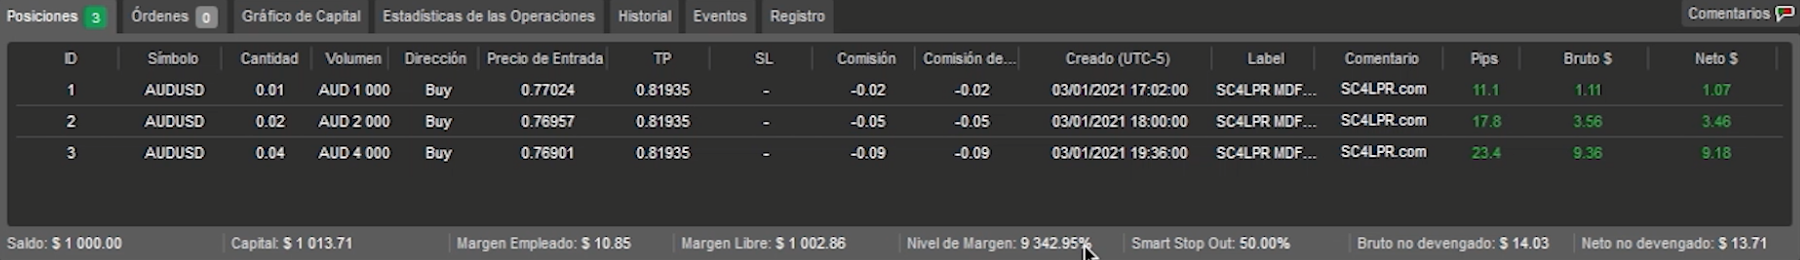 Posiciones 3 Órdenes 0 Gráfico de Capital Estadísticas de las Operaciones Historial Eventos Registro Comentarios
ID Símbolo Cantidad Volumen Dirección Precio de Entrada TP SL Comisión Comisión de... Creado (UTC-5) Label Comentario Pips Bruto $ Neto $
1 AUDUSD 0.01 AUD 1 000 Buy 0.77024 0.81935 - -0.02 -0.02 03/01/2021 17:02:00 SC4LPR MDF... SC4LPR.com 11.1 1.11 1.07
2 AUDUSD 0.02 AUD 2 000 Buy 0.76957 0.81935 - -0.05 -0.05 03/01/2021 18:00:00 SC4LPR MDF... SC4LPR.com 17.8 3.56 3.46
3 AUDUSD 0.04 AUD 4 000 Buy 0.76901 0.81935 - -0.09 -0.09 03/01/2021 19:36:00 SC4LPR MDF... SC4LPR.com 23.4 9.36 9.18
Saldo: $ 1 000.00 Capital: $ 1 013.71 Margen Empleado: $ 10.85 Margen Libre: $ 1 002.86 Nivel de Margen: 9 342.95% Smart Stop Out: 50.00% Bruto no devengado: $ 14.03 Neto no devengado: $ 13.71